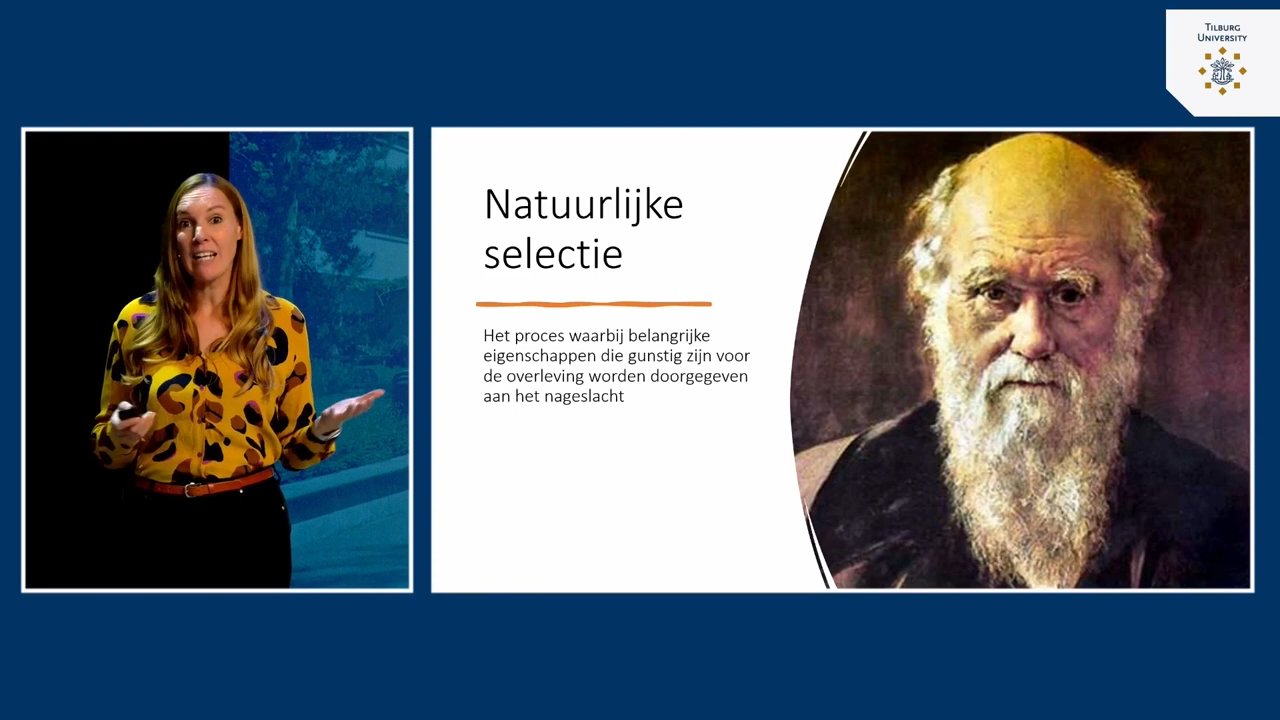 TILBURG
UNIVERSITY
Natuurlijke
selectie
Het proces waarbij belangrijke
eigenschappen die gunstig zijn voor
de overleving worden doorgegeven
aan het nageslacht